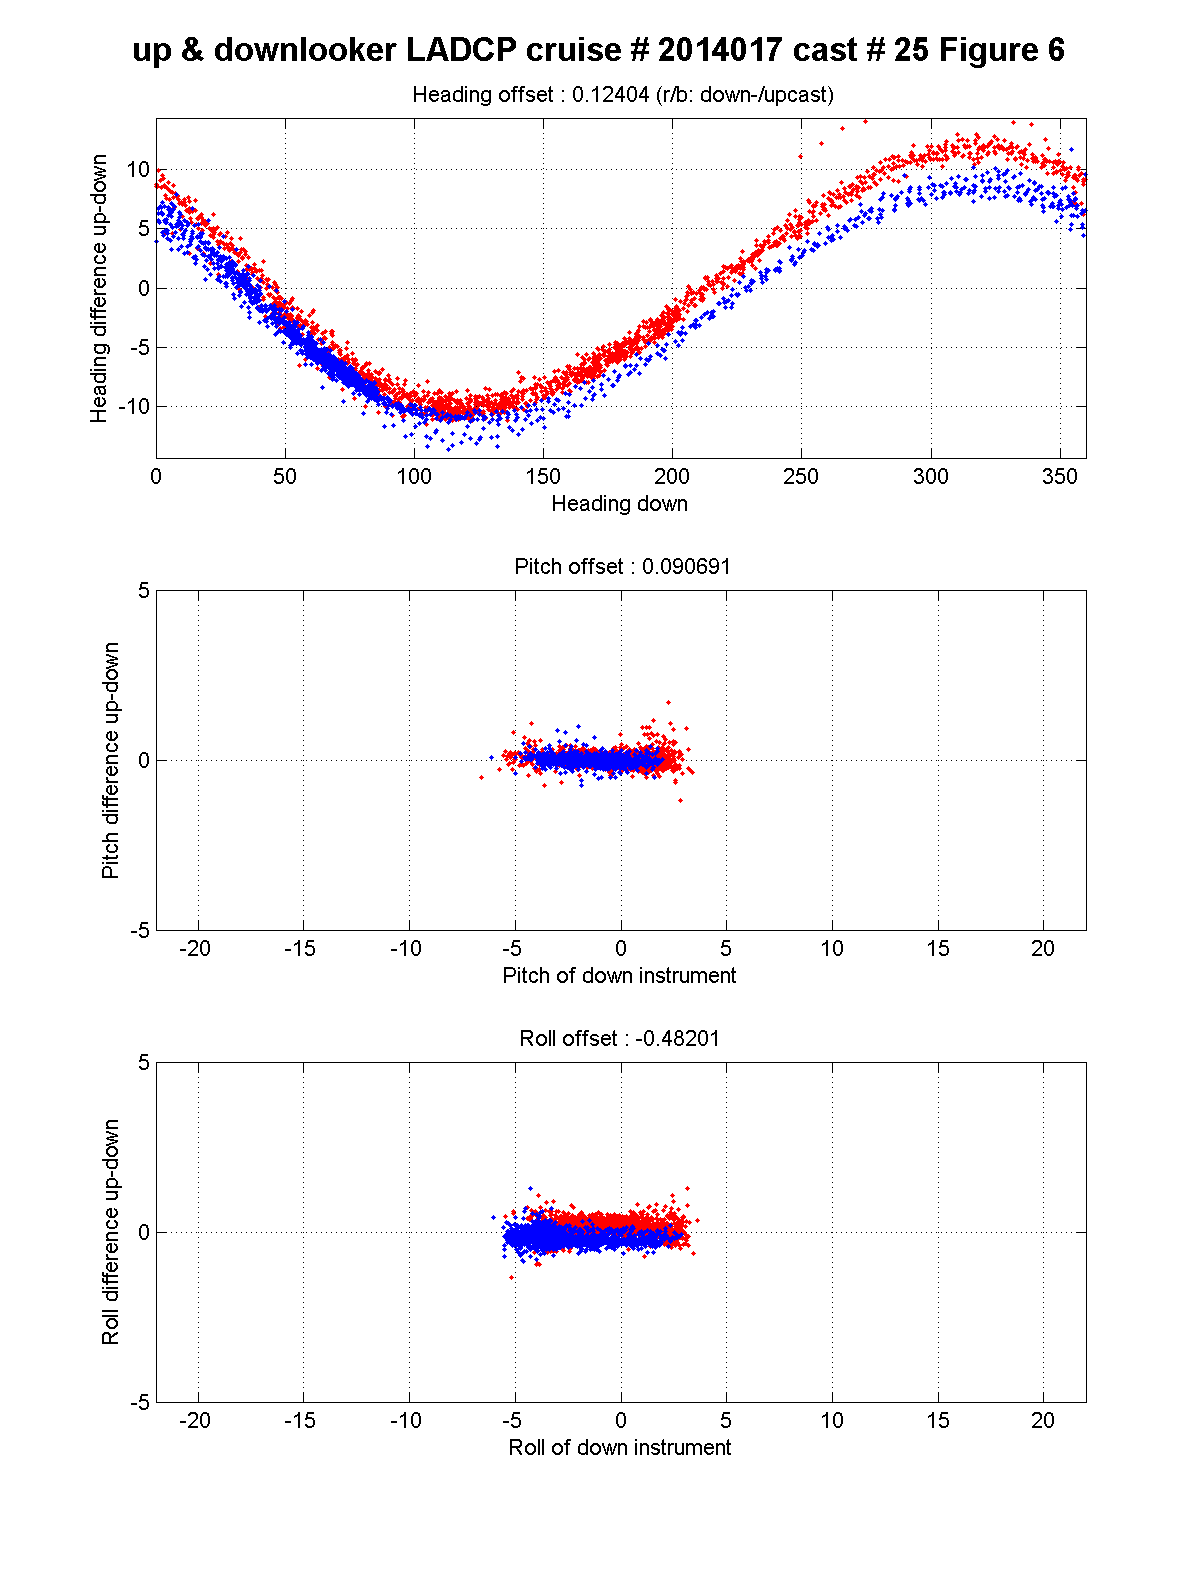 up & downlooker LADCP cruise # 2014017 cast # 25 Figure 6
Heading offset : 0.12404 (r/b: down-/upcast)
Heading difference up-down
10
5
0
-5
-10
0 50 100 150 200 250 300 350
Heading down
Pitch offset : 0.090691
Pitch difference up-down
5
0
-5
-20 -15 -10 -5 0 5 10 15 20
Pitch of down instrument
Roll offset : -0.48201
Roll difference up-down
5
0
-5
-20 -15 -10 -5 0 5 10 15 20
Roll of down instrument